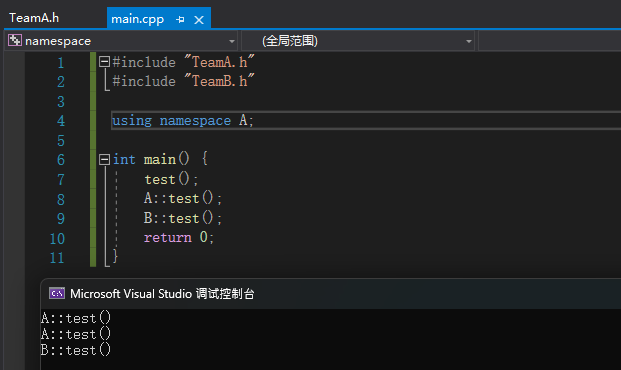 TeamA.h main.cpp
namespace (全局范围)
1 #include "TeamA.h"
2 #include "TeamB.h"
3
4 using namespace A;
5
6 int main() {
7 test();
8 A::test();
9 B::test();
10 return 0;
11 }
C:\ Microsoft Visual Studio 调试控制台
A::test()
A::test()
B::test()